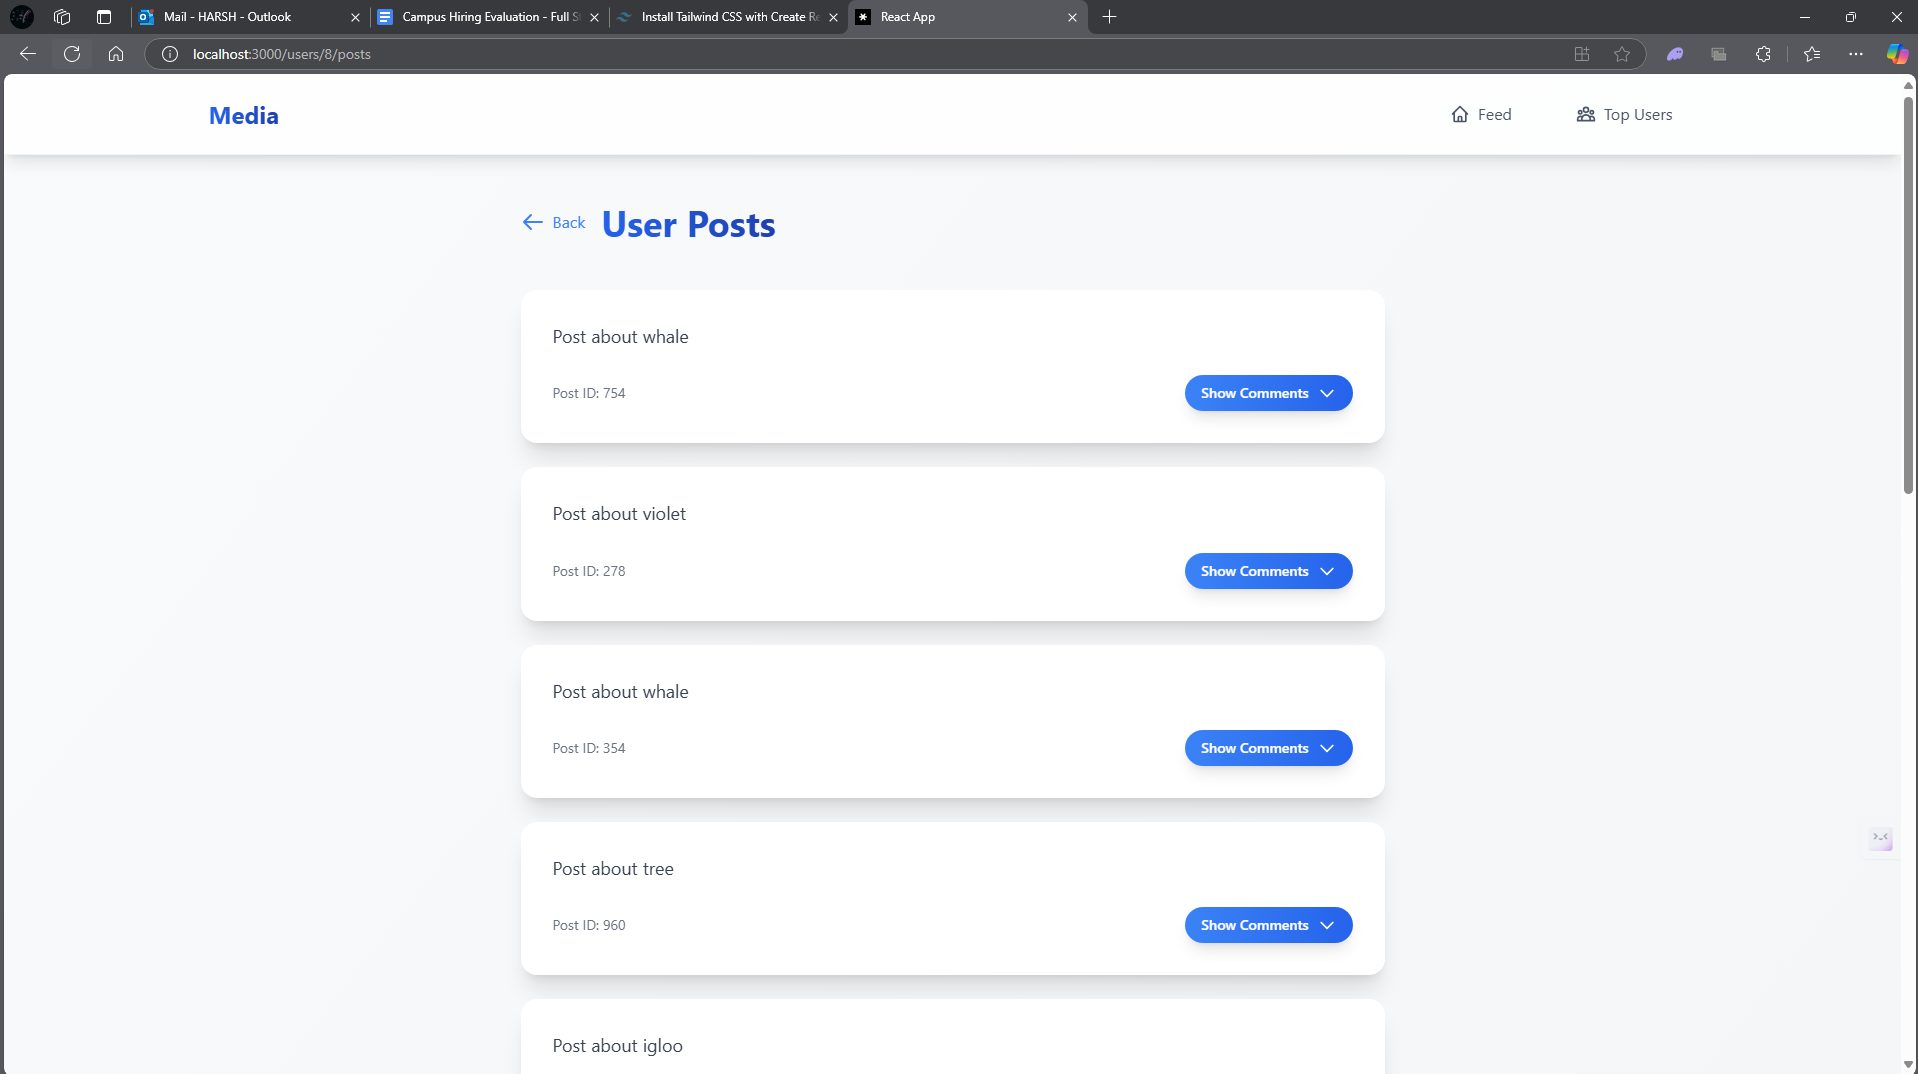 Mail - HARSH - Outlook
Campus Hiring Evaluation - Full S
Install Tailwind CSS with Create Re
React App
localhost:3000/users/8/posts
Media
Feed
Top Users
Back
User Posts
Post about whale
Post ID: 754
Show Comments
Post about violet
Post ID: 278
Show Comments
Post about whale
Post ID: 354
Show Comments
Post about tree
Post ID: 960
Show Comments
Post about igloo